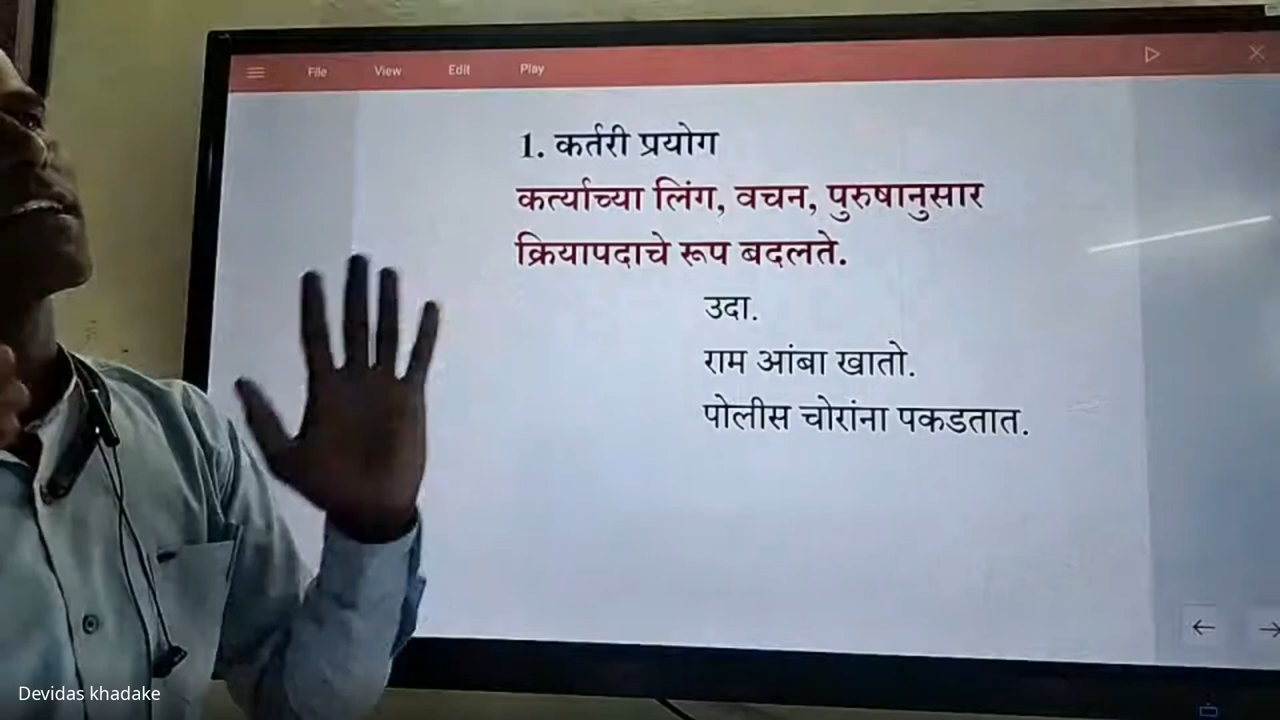 File View Edit Play
1. कर्तरी प्रयोग
कर्त्याच्या लिंग, वचन, पुरुषानुसार
क्रियापदाचे रूप बदलते.
उदा.
राम आंबा खातो.
पोलीस चोरांना पकडतात.
Devidas khadake